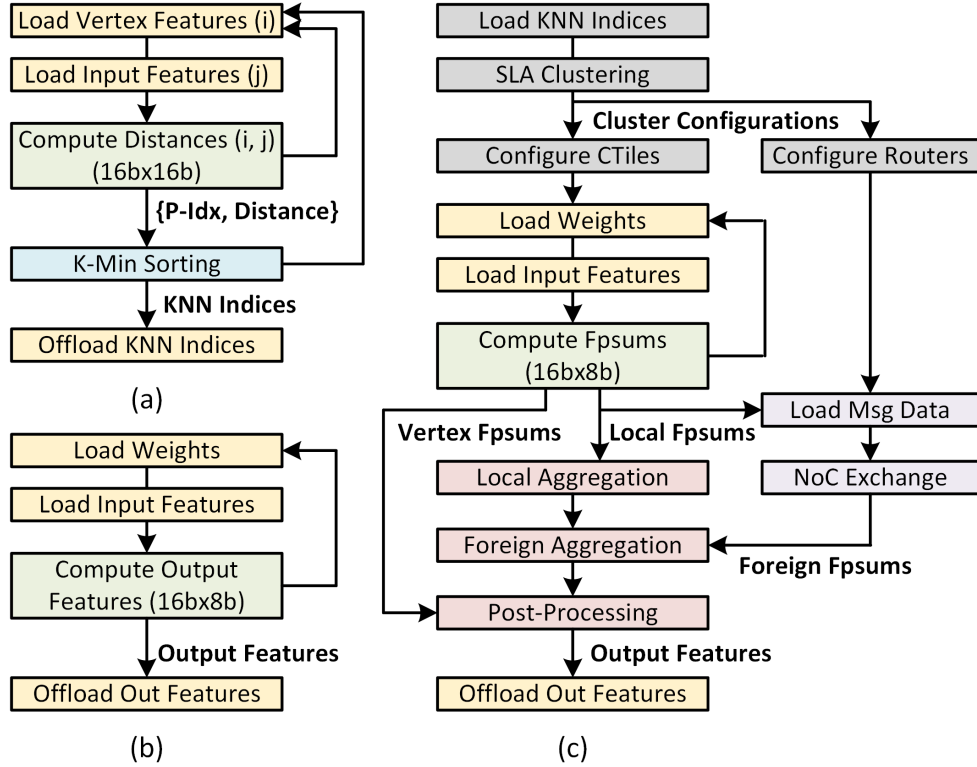 Load Vertex Features (i)
Load Input Features (j)
Compute Distances (i, j)
(16bx16b)
{P-Idx, Distance}
K-Min Sorting
KNN Indices
Offload KNN Indices
(a)
Load Weights
Load Input Features
Compute Output
Features (16bx8b)
Output Features
Offload Out Features
(b)
Load KNN Indices
SLA Clustering
Cluster Configurations
Configure CTiles
Configure Routers
Load Weights
Load Input Features
Compute Fpsums
(16bx8b)
Vertex Fpsums
Local Fpsums
Load Msg Data
Local Aggregation
NoC Exchange
Foreign Aggregation
Foreign Fpsums
Post-Processing
Output Features
Offload Out Features
(c)